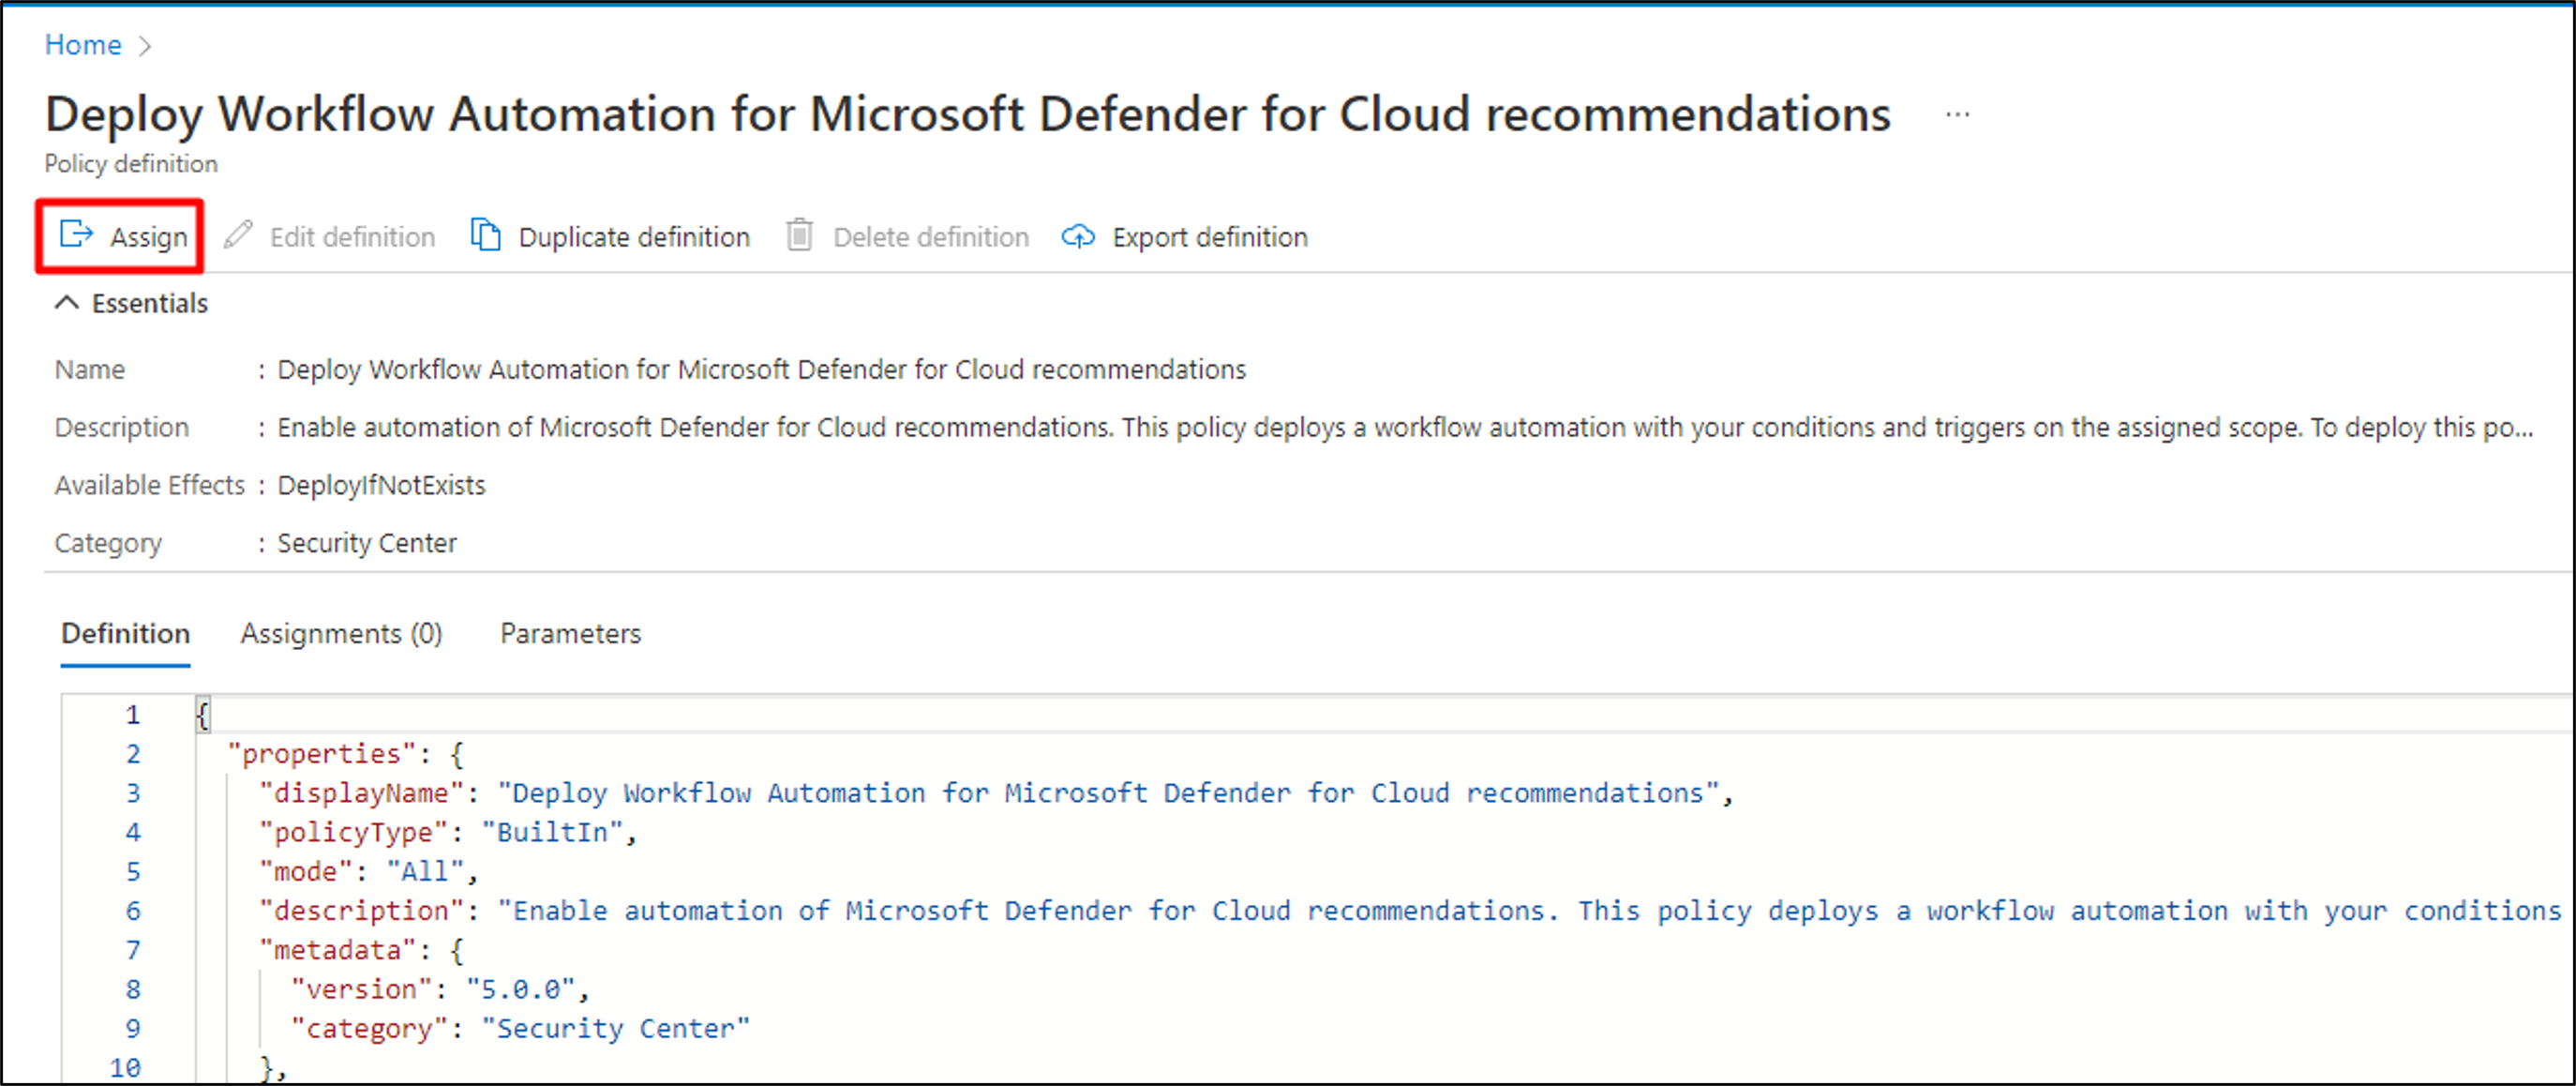 Home >
Deploy Workflow Automation for Microsoft Defender for Cloud recommendations ...
Policy definition
Assign Edit definition Duplicate definition Delete definition Export definition
Essentials
Name : Deploy Workflow Automation for Microsoft Defender for Cloud recommendations
Description : Enable automation of Microsoft Defender for Cloud recommendations. This policy deploys a workflow automation with your conditions and triggers on the assigned scope. To deploy this po...
Available Effects : DeployIfNotExists
Category : Security Center
Definition Assignments (0) Parameters
1 {
2 "properties": {
3 "displayName": "Deploy Workflow Automation for Microsoft Defender for Cloud recommendations",
4 "policyType": "BuiltIn",
5 "mode": "All",
6 "description": "Enable automation of Microsoft Defender for Cloud recommendations. This policy deploys a workflow automation with your conditions
7 "metadata": {
8 "version": "5.0.0",
9 "category": "Security Center"
10 },